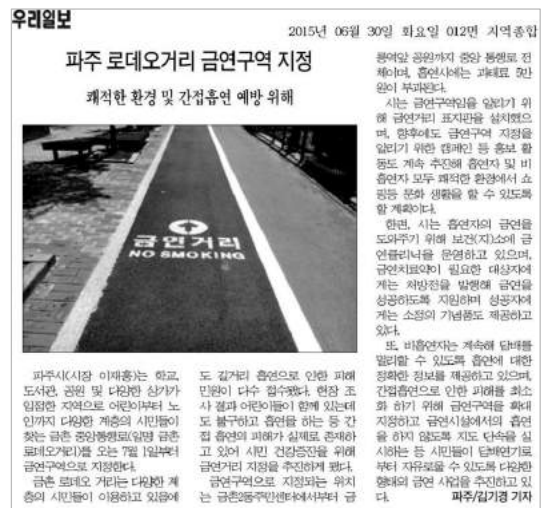 우리일보
2015년 06월 30일 화요일 012면 지역종합
파주 로데오거리 금연구역 지정
쾌적한 환경 및 간접흡연 예방 위해
금연거리
NO SMOKING
파주시(시장 이재홍)는 학교,
도서관, 공원 및 다양한 상가가
입점한 지역으로 어린이부터 노
인까지 다양한 계층의 시민들이
찾는 금촌 중앙통로(일명 금촌
로데오거리)를 오는 7월 1일부터
금연구역으로 지정한다.
금촌 로데오 거리는 다양한 계
층의 시민들이 이용하고 있음에
도 길거리 흡연으로 인한 피해
민원이 다수 접수됐다. 현장 조
사 결과 어린이들이 함께 있는데
도 불구하고 흡연을 하는 등 간
접 흡연의 피해가 실제로 존재하
고 있어 시민 건강증진을 위해
금연거리 지정을 추진하게 됐다.
금연구역으로 지정되는 위치
는 금촌2동주민센터에서부터 금
릉역앞 공원까지 중앙 통행로 전
체이며, 흡연시에는 과태료 5만
원이 부과된다.
시는 금연구역임을 알리기 위
해 금연거리 표지판을 설치했으
며, 향후에도 금연구역 지정을
알리기 위한 캠페인 등 홍보 활
동도 계속 추진해 흡연자 및 비
흡연자 모두 쾌적한 환경에서 쇼
핑등 문화 생활을 할 수 있도록
할 계획이다.
한편, 시는 흡연자의 금연을
도와주기 위해 보건(지)소에 금
연클리닉을 운영하고 있으며,
금연치료약이 필요한 대상자에
게는 처방전을 발행해 금연을
성공하도록 지원하며 성공자에
게는 소정의 기념품도 제공하고
있다.
또, 비흡연자는 계속해 담배를
멀리할 수 있도록 흡연에 대한
정확한 정보를 제공하고 있으며,
간접흡연으로 인한 피해를 최소
화 하기 위해 금연구역을 확대
지정하고 금연시설에서의 흡연
을 하지 않도록 지도 단속을 실
시하는 등 시민들이 담배연기로
부터 자유로울 수 있도록 다양한
형태의 금연 사업을 추진하고 있
다. 파주/김기경 기자